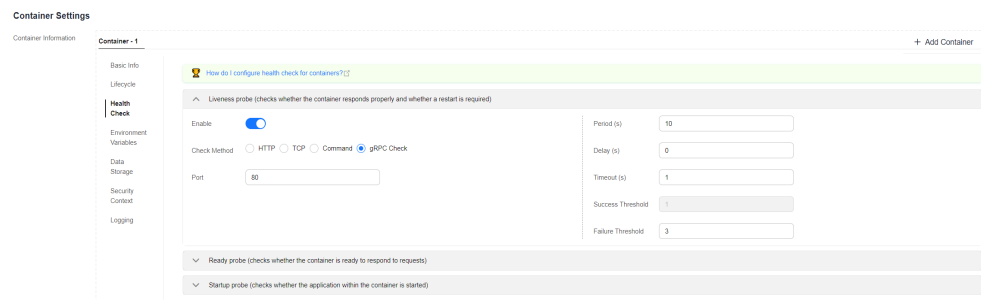 Container Settings
Container Information
Container - 1
+ Add Container
Basic Info
Lifecycle
Health
Check
Environment
Variables
Data
Storage
Security
Context
Logging
How do I configure health check for containers?
Liveness probe (checks whether the container responds properly and whether a restart is required)
Enable
Check Method
HTTP
TCP
Command
gRPC Check
Port
80
Period (s)
10
Delay (s)
0
Timeout (s)
1
Success Threshold
1
Failure Threshold
3
Ready probe (checks whether the container is ready to respond to requests)
Startup probe (checks whether the application within the container is started)